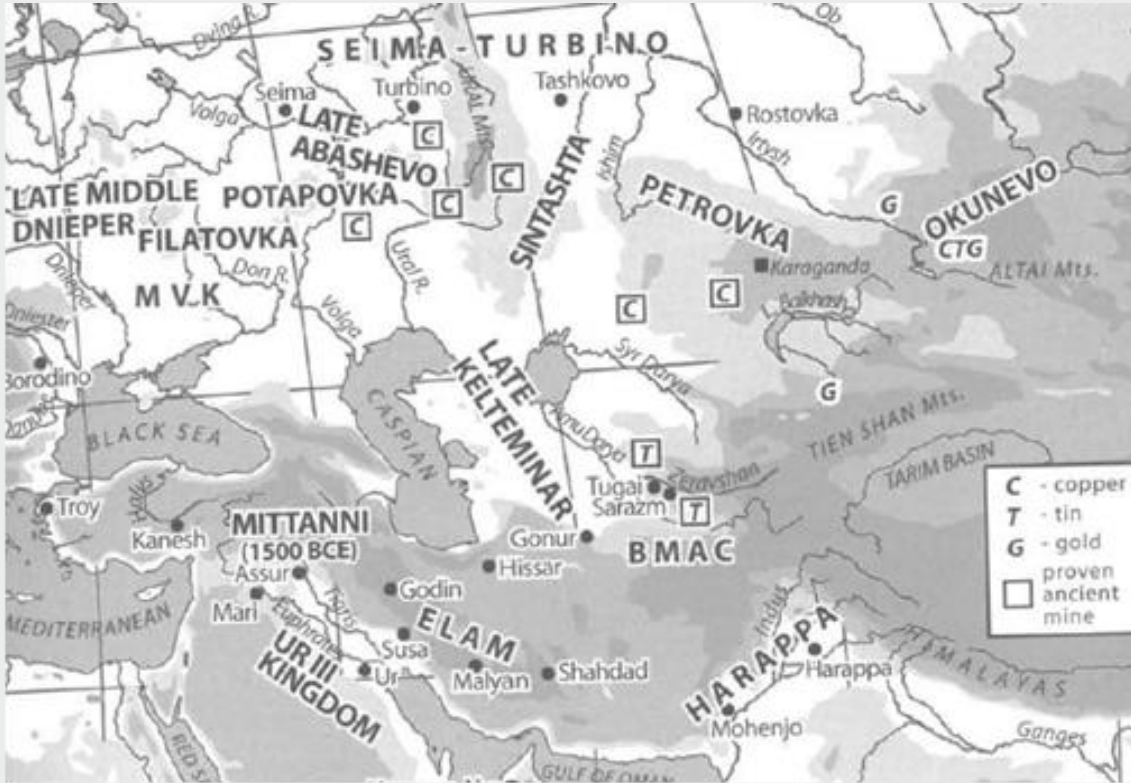 Dvina
Ob
SEIMA-TURBINO
Seima
Turbino
Tashkovo
Rostovka
Volga
LATE
ABASHEVO
URAL Mts.
Ishim
Irtysh
C
C
C
C
LATE MIDDLE
DNIEPER
POTAPOVKA
FILATOVKA
SINTASHTA
PETROVKA
G
OKUNEVO
CTG
ALTAI Mts.
Dnieper
Don R.
Ural R.
Karaganda
MVK
Volga
C
C
Balkhash
Dniester
Borodino
LATE
KELTEMINAR
Syr Darya
G
CASPIAN
Amu Darya
BLACK SEA
TIEN SHAN Mts.
TARIM BASIN
T
Zeravshan
Tugai
Sarazm
T
Troy
Halys
Kanesh
MITTANNI
(1500 BCE)
Gonur
BMAC
Assur
Hissar
Godin
Mari
Euphrates
ELAM
Indus
HARAPPA
MEDITERRANEAN
UR III
KINGDOM
Susa
Ur
Malyan
Shahdad
Harappa
HIMALAYAS
Mohenjo
Ganges
GULF OF OMAN
C - copper
T - tin
G - gold
proven
ancient
mine